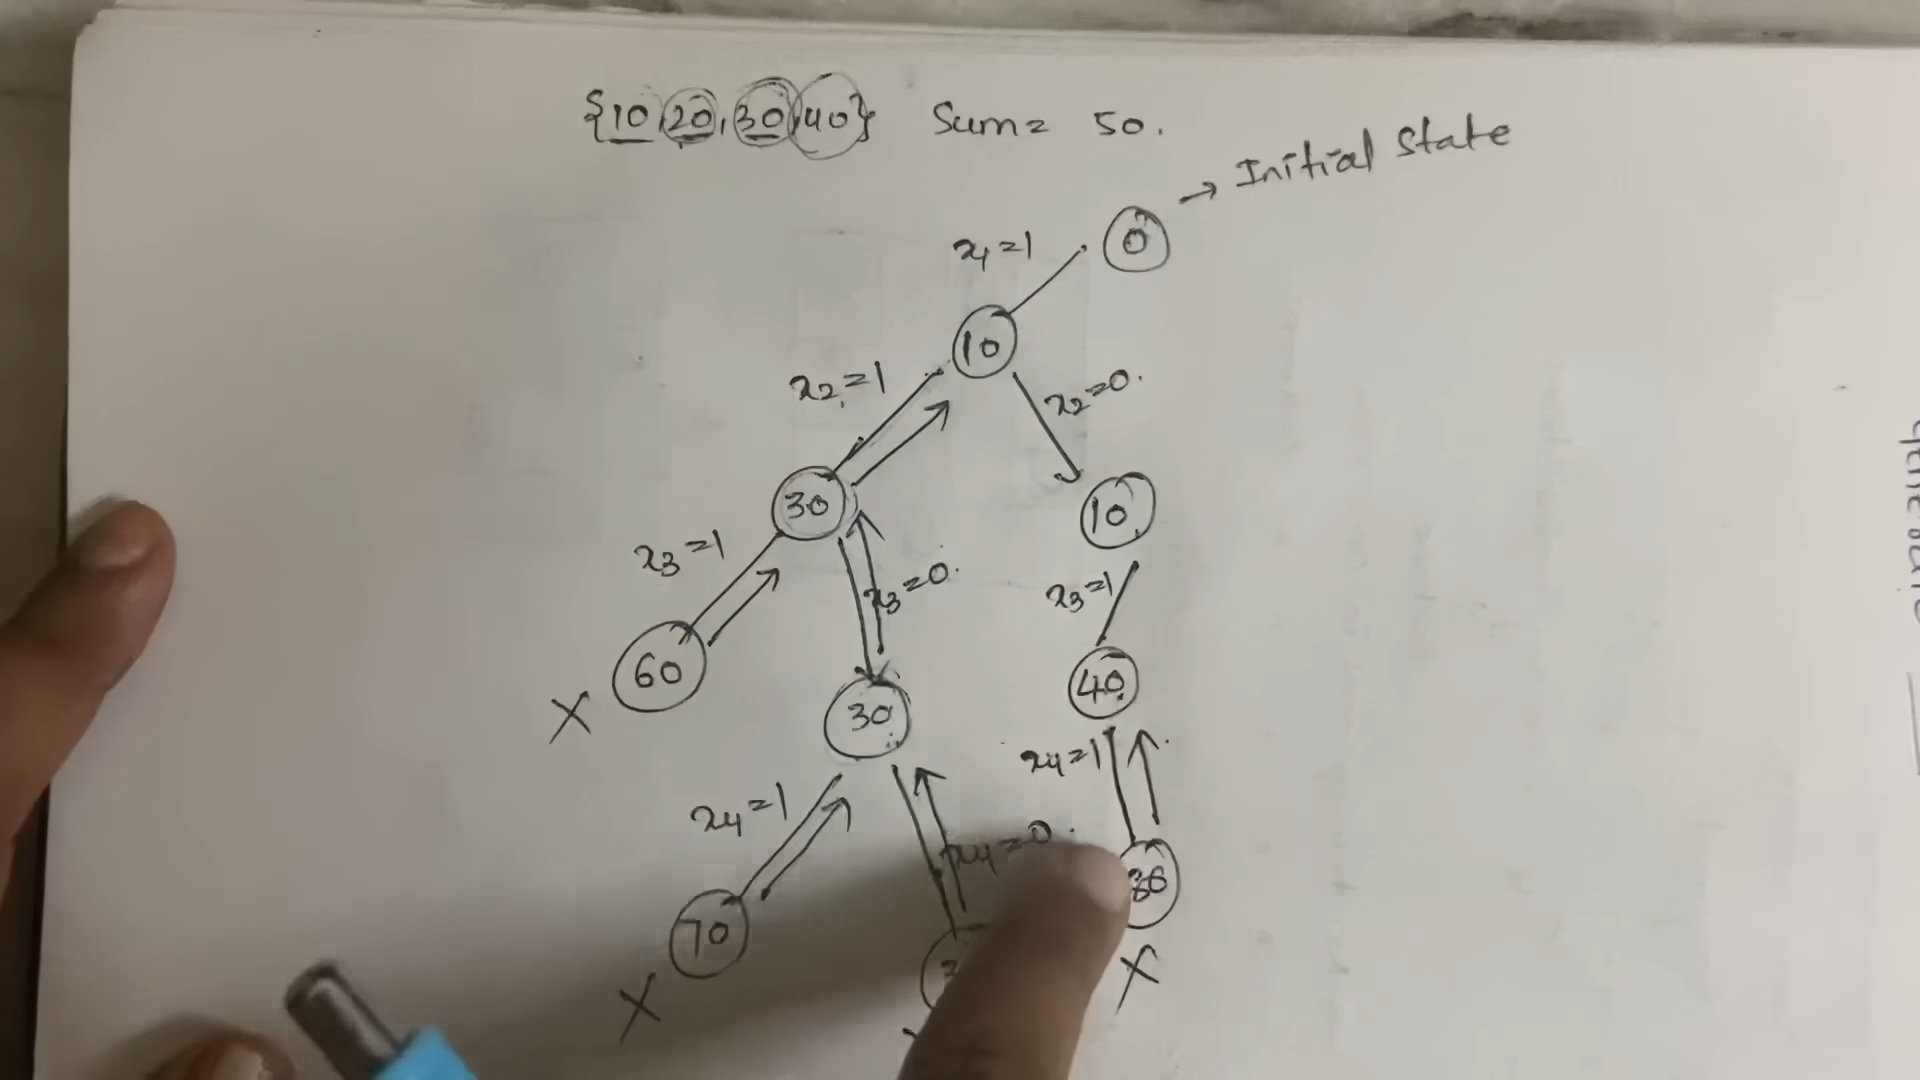 {10,20,30,40} Sum= 50.
→ Initial State
0
x1=1
10
x2=1
x2=0.
30
10
x3=1
x3=0.
x3=1
60
30
40
X
x4=1
x4=1
x4=0.
70
80
X
X